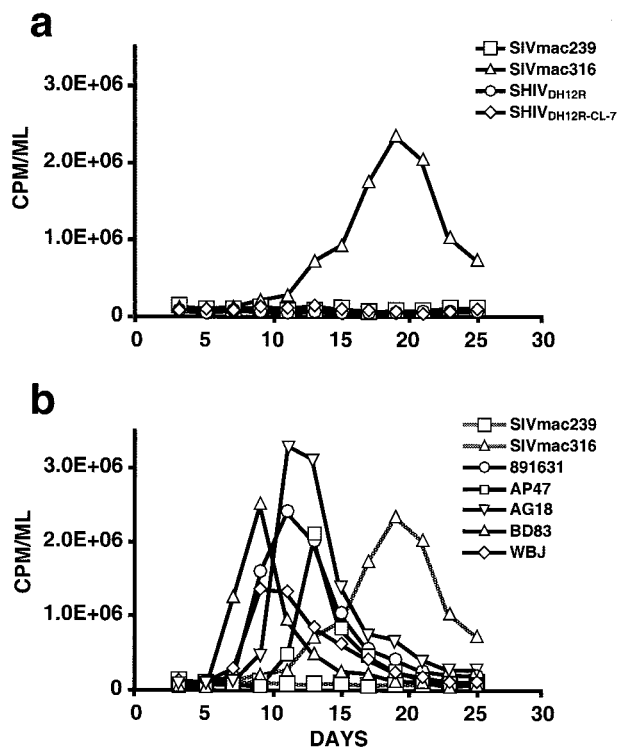 a
SIVmac239
SIVmac316
SHIVDH12R
SHIVDH12R-CL-7
CPM/ML
3.0E+06
2.0E+06
1.0E+06
0
0 5 10 15 20 25 30
b
SIVmac239
SIVmac316
891631
AP47
AG18
BD83
WBJ
CPM/ML
3.0E+06
2.0E+06
1.0E+06
0
0 5 10 15 20 25 30
DAYS